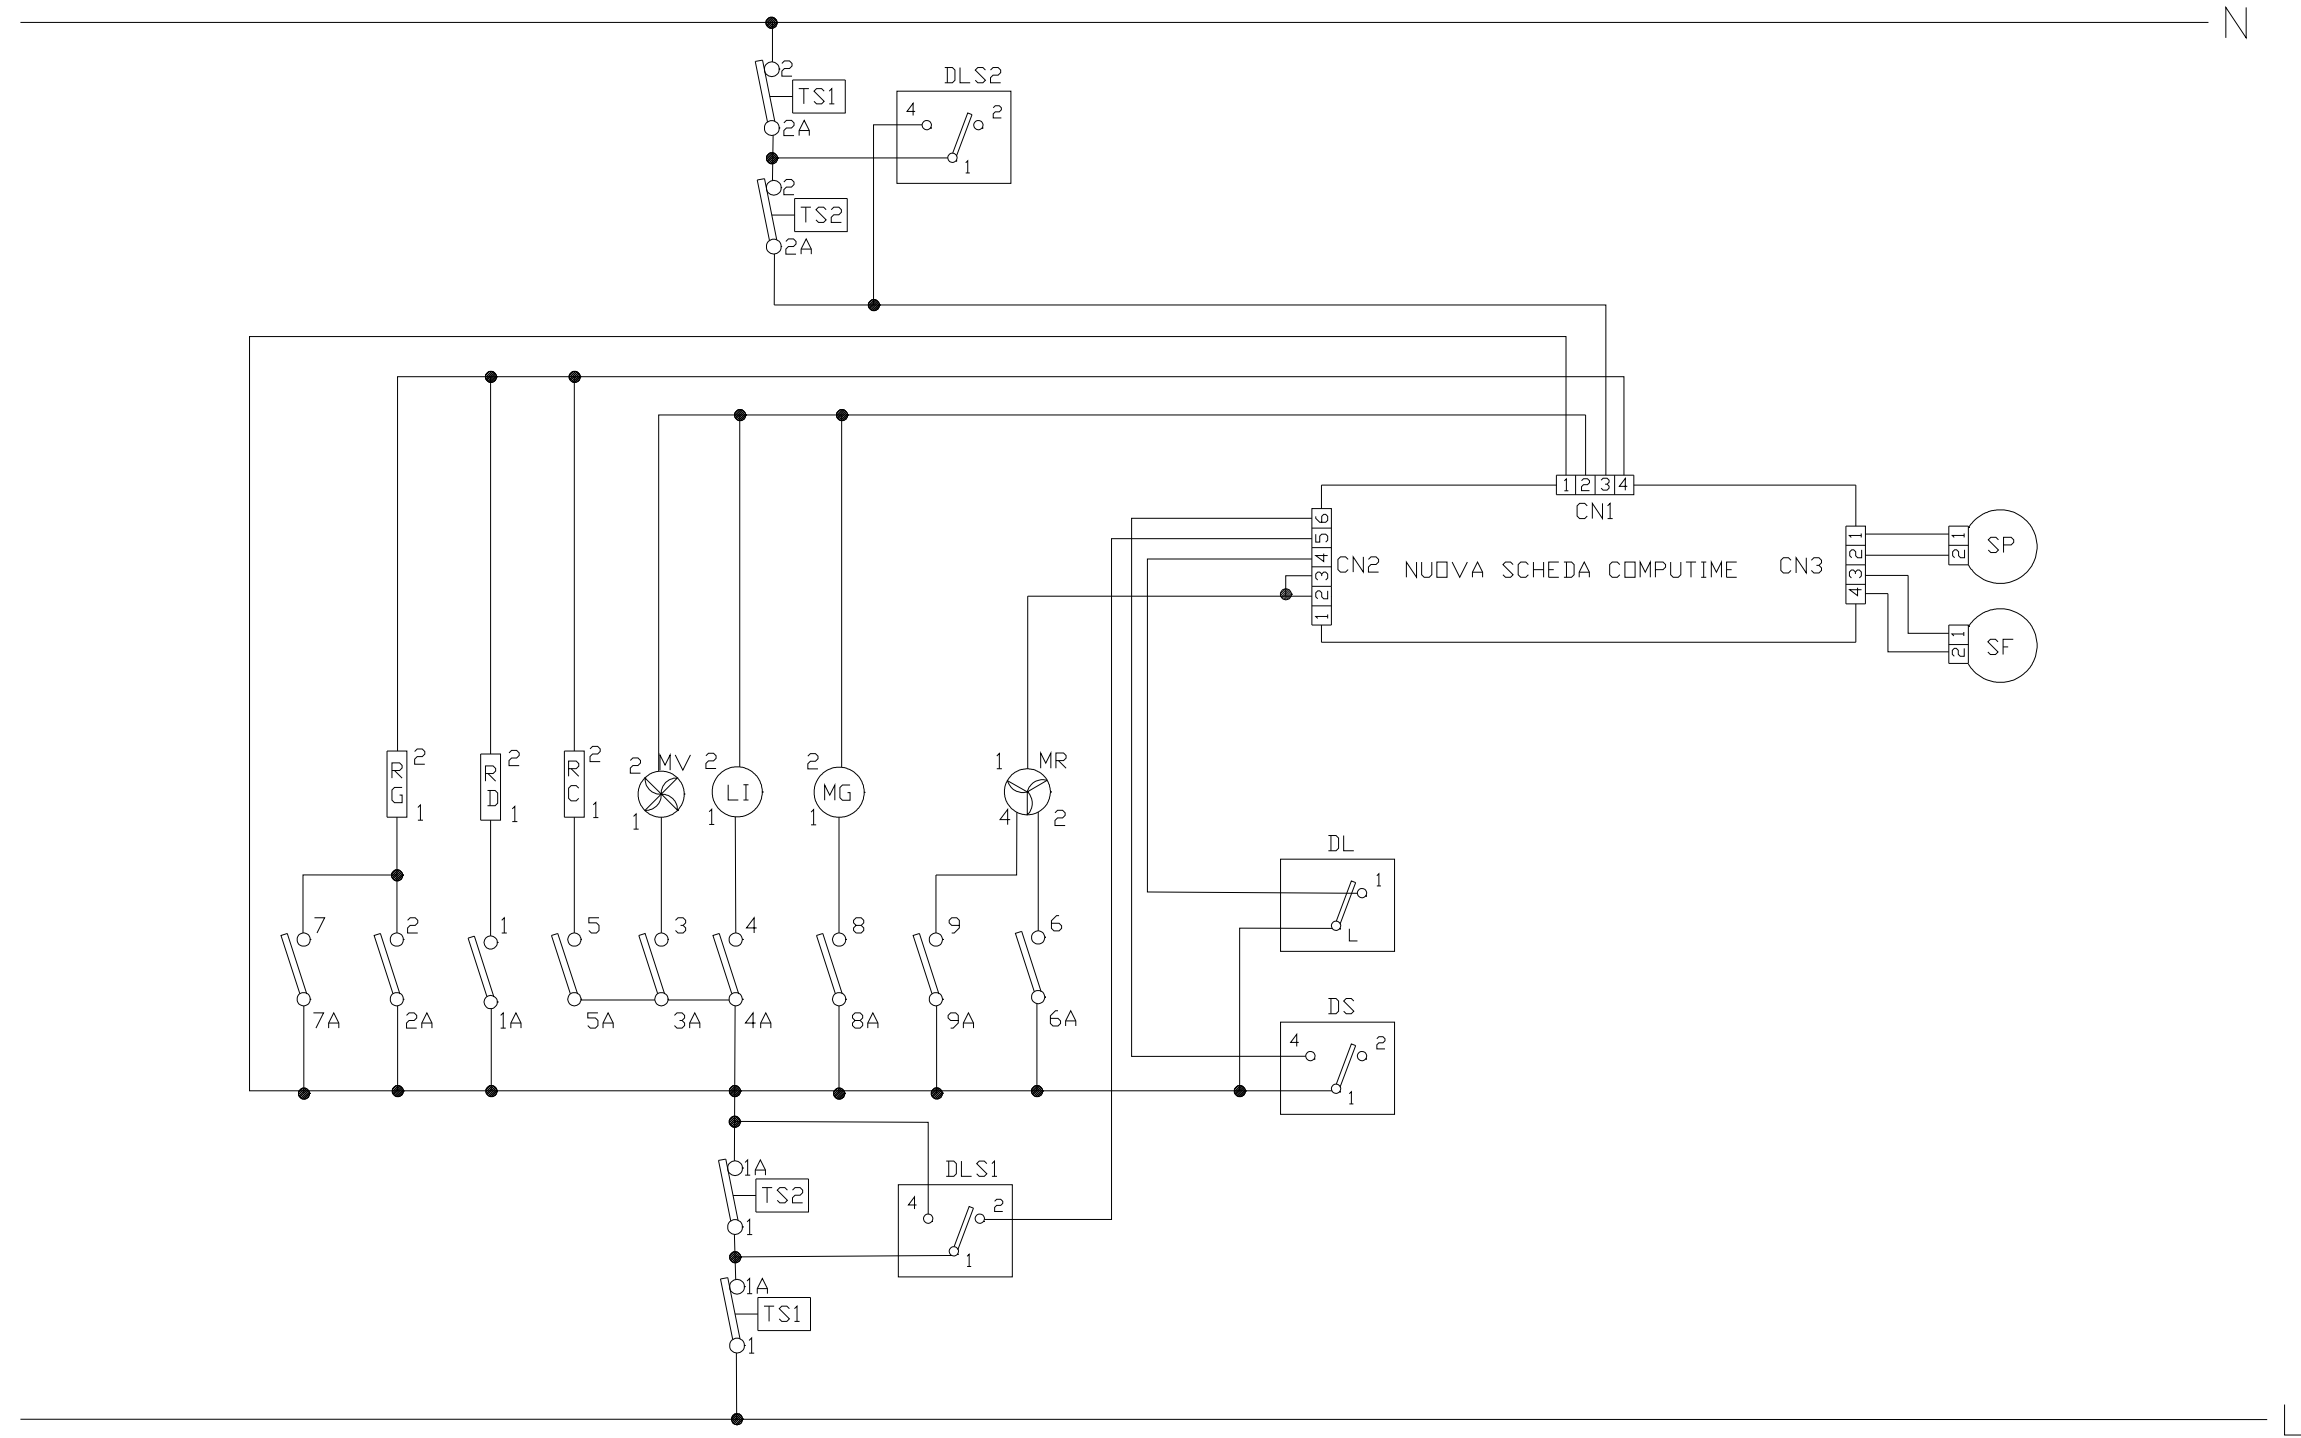 N
2
TS1
2A
DLS2
4 2
1
2
TS2
2A
1 2 3 4
CN1
6
5
4
3
2
1
CN2
NUOVA SCHEDA COMPUTIME
CN3
1
2
3
4
1
2
SP
1
2
SF
RG 2
1
RD 2
1
RC 2
1
2 MV
1
2 LI
1
2 MG
1
1 MR
4 2
7 2 1 5 3 4 8 9 6
7A 2A 1A 5A 3A 4A 8A 9A 6A
DL
1
L
DS
4 2
1
1A
TS2
1
DLS1
4 2
1
1A
TS1
1
L